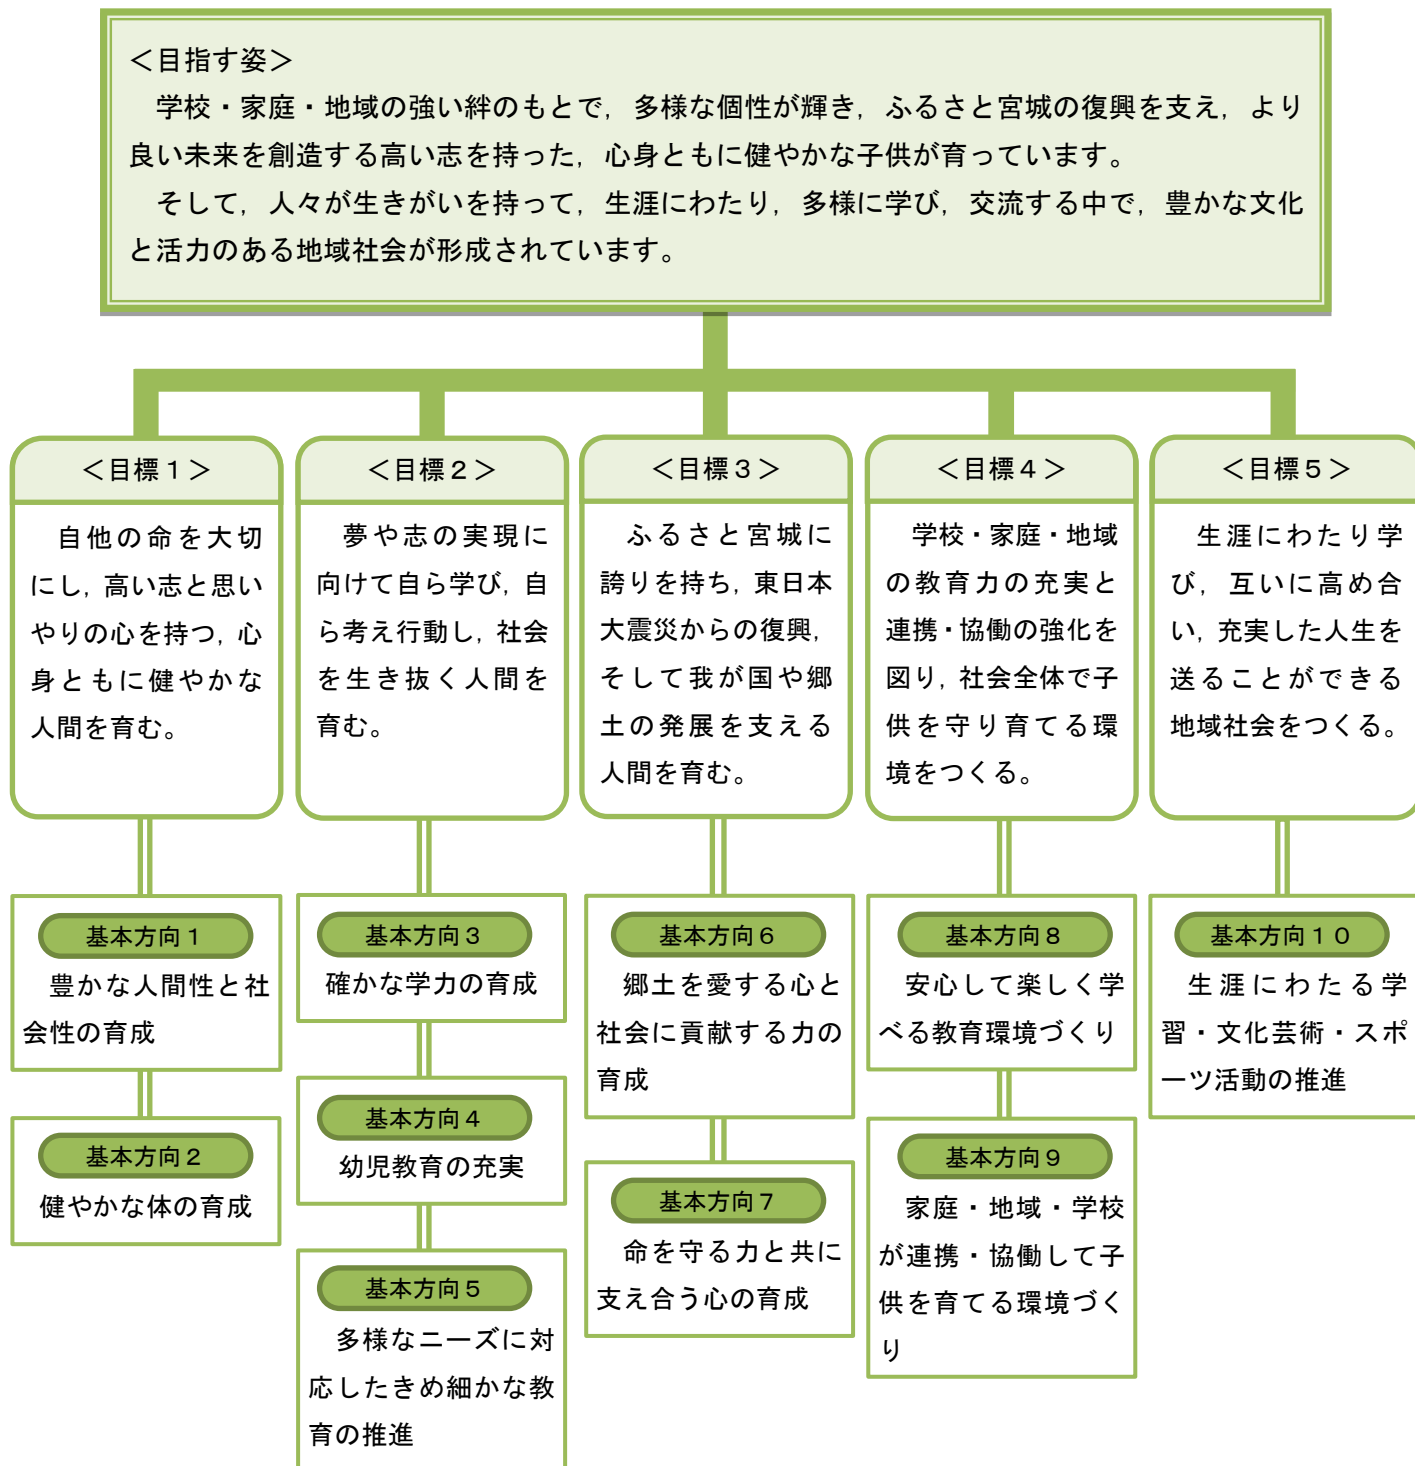 ＜目指す姿＞
学校・家庭・地域の強い絆のもとで，多様な個性が輝き，ふるさと宮城の復興を支え，より
良い未来を創造する高い志を持った，心身ともに健やかな子供が育っています。
そして，人々が生きがいを持って，生涯にわたり，多様に学び，交流する中で，豊かな文化
と活力のある地域社会が形成されています。
＜目標１＞
自他の命を大切
にし，高い志と思い
やりの心を持つ，心
身ともに健やかな
人間を育む。
＜目標２＞
夢や志の実現に
向けて自ら学び，自
ら考え行動し，社会
を生き抜く人間を
育む。
＜目標３＞
ふるさと宮城に
誇りを持ち，東日本
大震災からの復興，
そして我が国や郷
土の発展を支える
人間を育む。
＜目標４＞
学校・家庭・地域
の教育力の充実と
連携・協働の強化を
図り，社会全体で子
供を守り育てる環
境をつくる。
＜目標５＞
生涯にわたり学
び，互いに高め合
い，充実した人生を
送ることができる
地域社会をつくる。
基本方向１
豊かな人間性と社
会性の育成
基本方向２
健やかな体の育成
基本方向３
確かな学力の育成
基本方向４
幼児教育の充実
基本方向５
多様なニーズに対
応したきめ細かな教
育の推進
基本方向６
郷土を愛する心と
社会に貢献する力の
育成
基本方向７
命を守る力と共に
支え合う心の育成
基本方向８
安心して楽しく学
べる教育環境づくり
基本方向９
家庭・地域・学校
が連携・協働して子
供を育てる環境づく
り
基本方向１０
生涯にわたる学
習・文化芸術・スポ
ーツ活動の推進